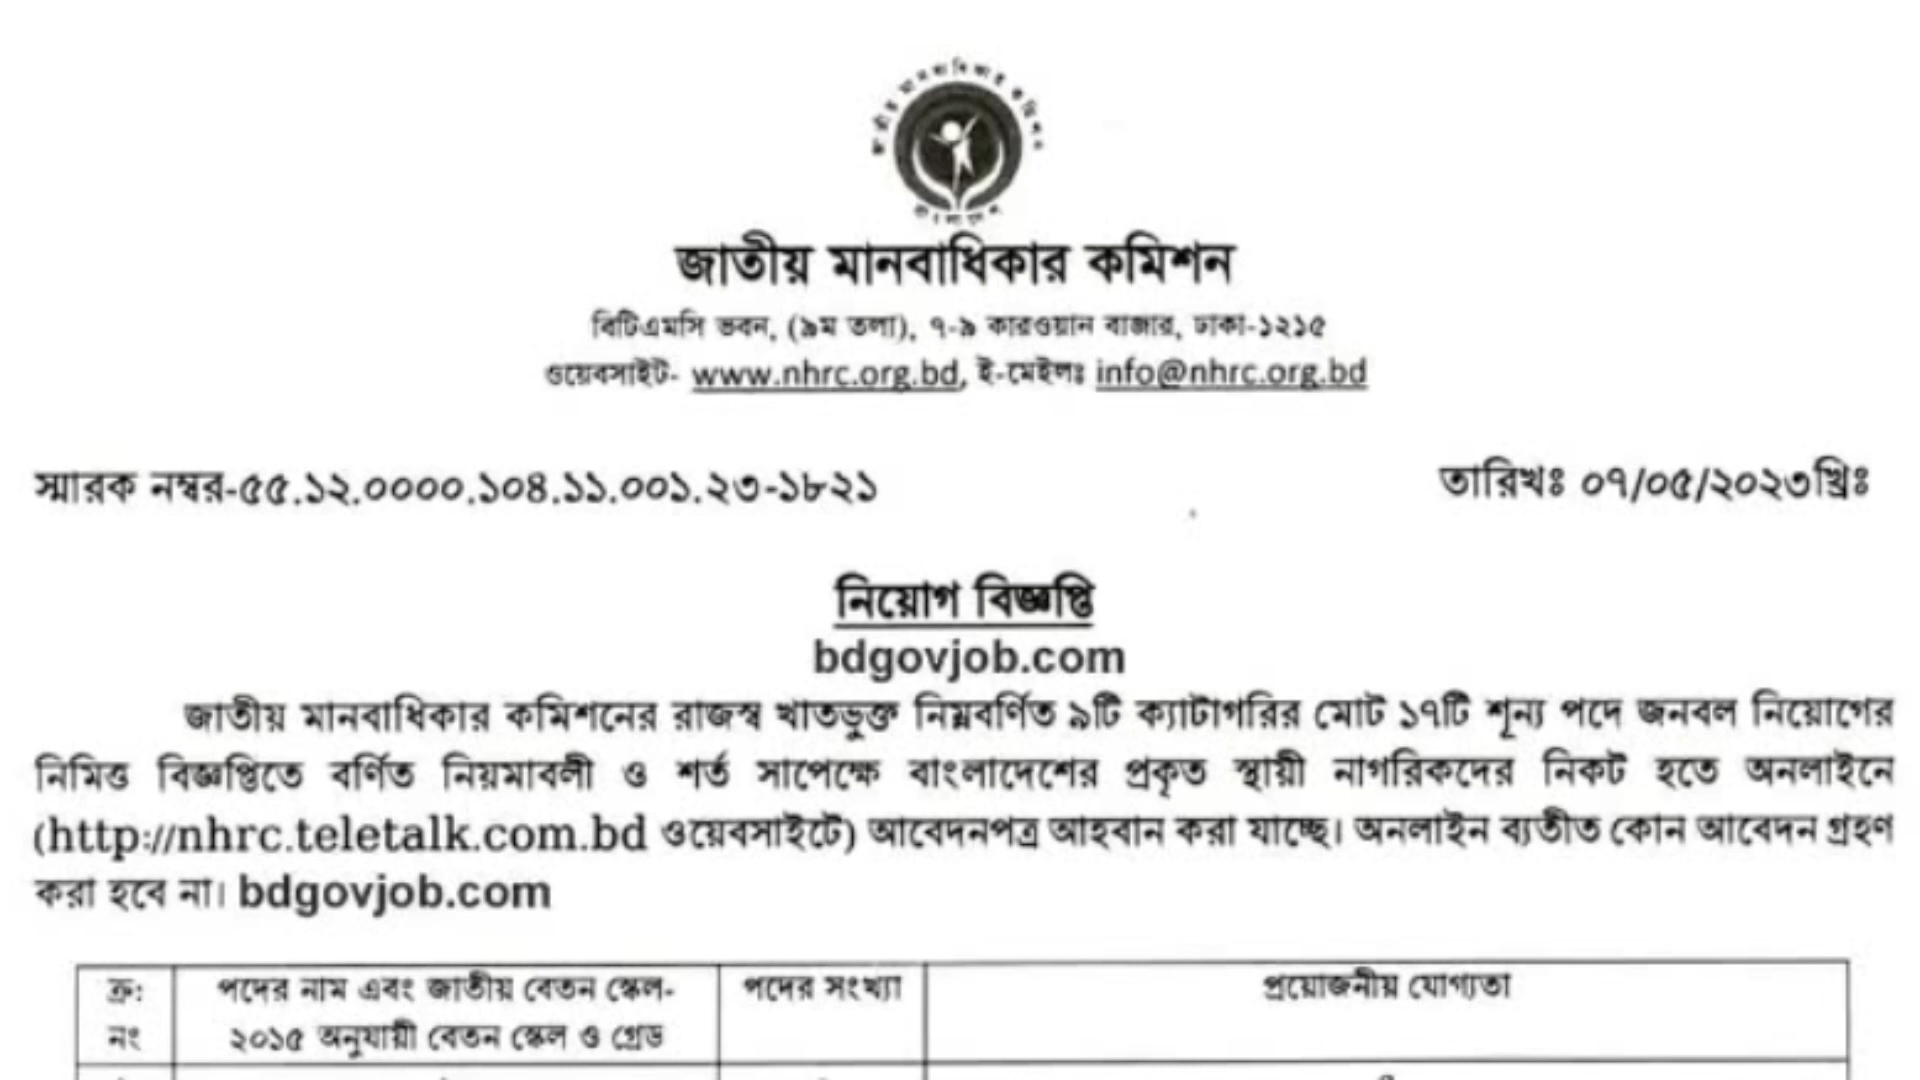 জাতীয় মানবাধিকার কমিশন
বাংলাদেশ
জাতীয় মানবাধিকার কমিশন
বিটিএমসি ভবন, (৯ম তলা), ৭-৯ কারওয়ান বাজার, ঢাকা-১২১৫
ওয়েবসাইট- www.nhrc.org.bd, ই-মেইলঃ info@nhrc.org.bd
স্মারক নম্বর-৫৫.১২.০০০০.১০৪.১১.০০১.২৩-১৮২১
তারিখঃ ০৭/০৫/২০২৩খ্রিঃ
নিয়োগ বিজ্ঞপ্তি
bdgovjob.com
জাতীয় মানবাধিকার কমিশনের রাজস্ব খাতভুক্ত নিম্নবর্ণিত ৯টি ক্যাটাগরির মোট ১৭টি শূন্য পদে জনবল নিয়োগের
নিমিত্ত বিজ্ঞপ্তিতে বর্ণিত নিয়মাবলী ও শর্ত সাপেক্ষে বাংলাদেশের প্রকৃত স্থায়ী নাগরিকদের নিকট হতে অনলাইনে
(http://nhrc.teletalk.com.bd ওয়েবসাইটে) আবেদনপত্র আহবান করা যাচ্ছে। অনলাইন ব্যতীত কোন আবেদন গ্রহণ
করা হবে না। bdgovjob.com
ক্র: নং
পদের নাম এবং জাতীয় বেতন স্কেল-
২০১৫ অনুযায়ী বেতন স্কেল ও গ্রেড
পদের সংখ্যা
প্রয়োজনীয় যোগ্যতা